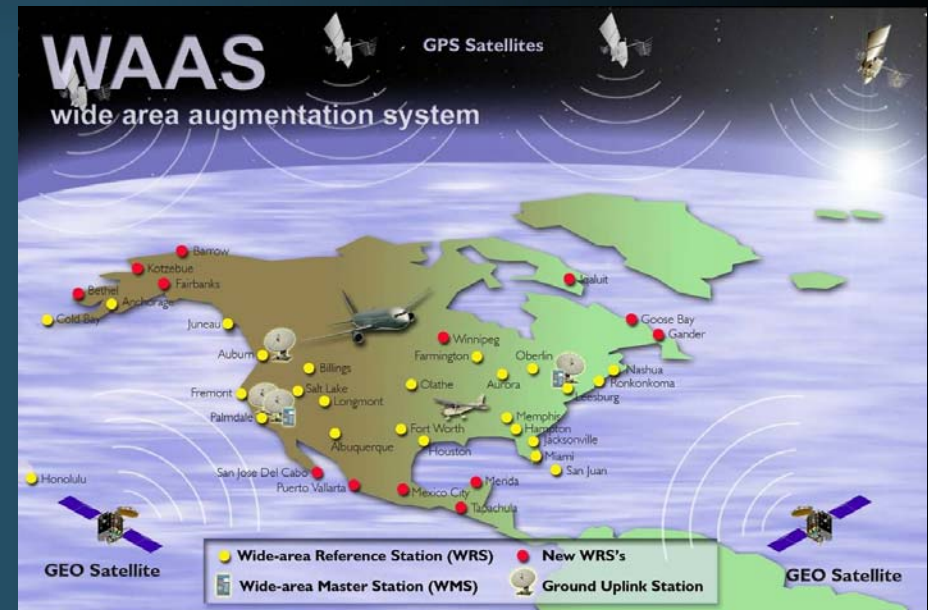 WAAS
wide area augmentation system
GPS Satellites
Barrow
Kotzebue
Fairbanks
Bethel
Anchorage
Cold Bay
Juneau
Auburn
Billings
Fremont
Salt Lake
Longmont
Palmdale
Albuquerque
Honolulu
San Jose Del Cabo
Puerto Vallarta
Iqaluit
Goose Bay
Gander
Winnipeg
Farmington
Oberlin
Nashua
Aurora
Ronkonkoma
Olathe
Leesburg
Memphis
Fort Worth
Hampton
Jacksonville
Houston
Miami
San Juan
Mexico City
Merida
Tapachula
GEO Satellite
Wide-area Reference Station (WRS)
New WRS's
Wide-area Master Station (WMS)
Ground Uplink Station
GEO Satellite